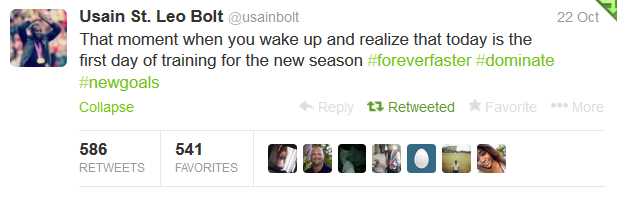 Usain St. Leo Bolt @usainbolt 22 Oct
That moment when you wake up and realize that today is the
first day of training for the new season #foreverfaster #dominate
#newgoals
Collapse Reply Retweeted Favorite More
586 541
RETWEETS FAVORITES